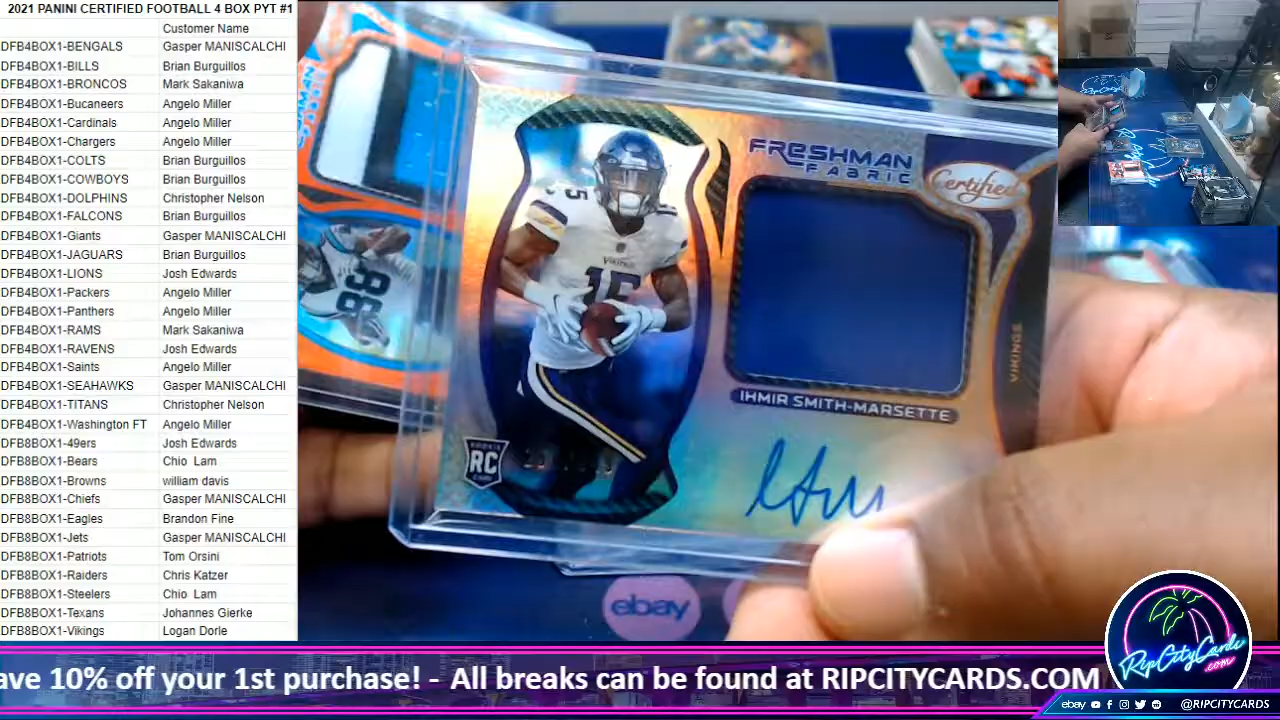 2021 PANINI CERTIFIED FOOTBALL 4 BOX PYT #1
Customer Name
DFB4BOX1-BENGALS Gasper MANISCALCHI
DFB4BOX1-BILLS Brian Burguillos
DFB4BOX1-BRONCOS Mark Sakaniwa
DFB4BOX1-Bucaneers Angelo Miller
DFB4BOX1-Cardinals Angelo Miller
DFB4BOX1-Chargers Angelo Miller
DFB4BOX1-COLTS Brian Burguillos
DFB4BOX1-COWBOYS Brian Burguillos
DFB4BOX1-DOLPHINS Christopher Nelson
DFB4BOX1-FALCONS Brian Burguillos
DFB4BOX1-Giants Gasper MANISCALCHI
DFB4BOX1-JAGUARS Brian Burguillos
DFB4BOX1-LIONS Josh Edwards
DFB4BOX1-Packers Angelo Miller
DFB4BOX1-Panthers Angelo Miller
DFB4BOX1-RAMS Mark Sakaniwa
DFB4BOX1-RAVENS Josh Edwards
DFB4BOX1-Saints Angelo Miller
DFB4BOX1-SEAHAWKS Gasper MANISCALCHI
DFB4BOX1-TITANS Christopher Nelson
DFB4BOX1-Washington FT Angelo Miller
DFB8BOX1-49ers Josh Edwards
DFB8BOX1-Bears Chio Lam
DFB8BOX1-Browns william davis
DFB8BOX1-Chiefs Gasper MANISCALCHI
DFB8BOX1-Eagles Brandon Fine
DFB8BOX1-Jets Gasper MANISCALCHI
DFB8BOX1-Patriots Tom Orsini
DFB8BOX1-Raiders Chris Katzer
DFB8BOX1-Steelers Chio Lam
DFB8BOX1-Texans Johannes Gierke
DFB8BOX1-Vikings Logan Dorle
FRESHMAN
FABRIC
Certified
15
VIKINGS
15
VIKINGS
IHMIR SMITH-MARSETTE
ROOKIE
RC
CARD
88
ebay
ave 10% off your 1st purchase! - All breaks can be found at RIPCITYCARDS.COM
RipCityCards
.com
ebay @RIPCITYCARDS